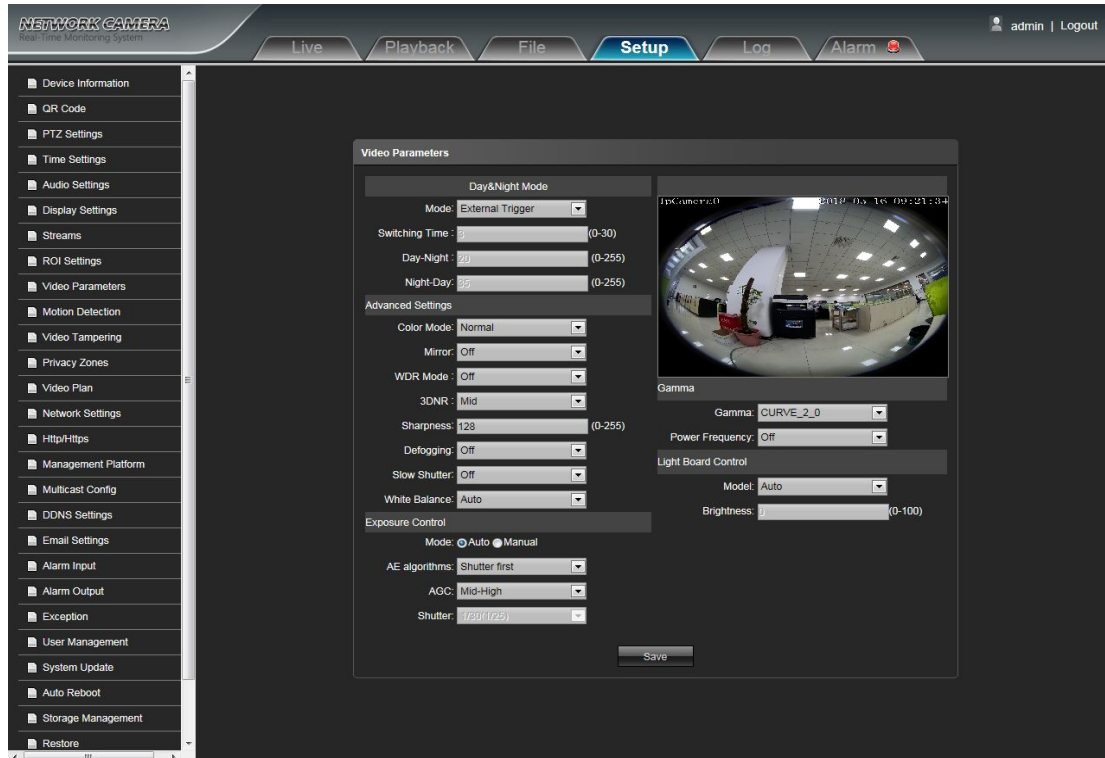 NETWORK CAMERA
Real-Time Monitoring System
admin | Logout
Live
Playback
File
Setup
Log
Alarm
Device Information
QR Code
PTZ Settings
Time Settings
Audio Settings
Display Settings
Streams
ROI Settings
Video Parameters
Motion Detection
Video Tampering
Privacy Zones
Video Plan
Network Settings
Http/Https
Management Platform
Multicast Config
DDNS Settings
Email Settings
Alarm Input
Alarm Output
Exception
User Management
System Update
Auto Reboot
Storage Management
Restore
Video Parameters
Day&Night Mode
Mode: External Trigger
Switching Time : 3 (0-30)
Day-Night : 20 (0-255)
Night-Day: 35 (0-255)
Advanced Settings
Color Mode: Normal
Mirror: Off
WDR Mode : Off
3DNR : Mid
Sharpness: 128 (0-255)
Defogging: Off
Slow Shutter: Off
White Balance: Auto
Exposure Control
Mode: Auto Manual
AE algorithms: Shutter first
AGC: Mid-High
Shutter: 1/30(1/25)
IpCamera0 2018-05-16 09:21:34
Gamma
Gamma: CURVE_2_0
Power Frequency: Off
Light Board Control
Model: Auto
Brightness: 0 (0-100)
Save